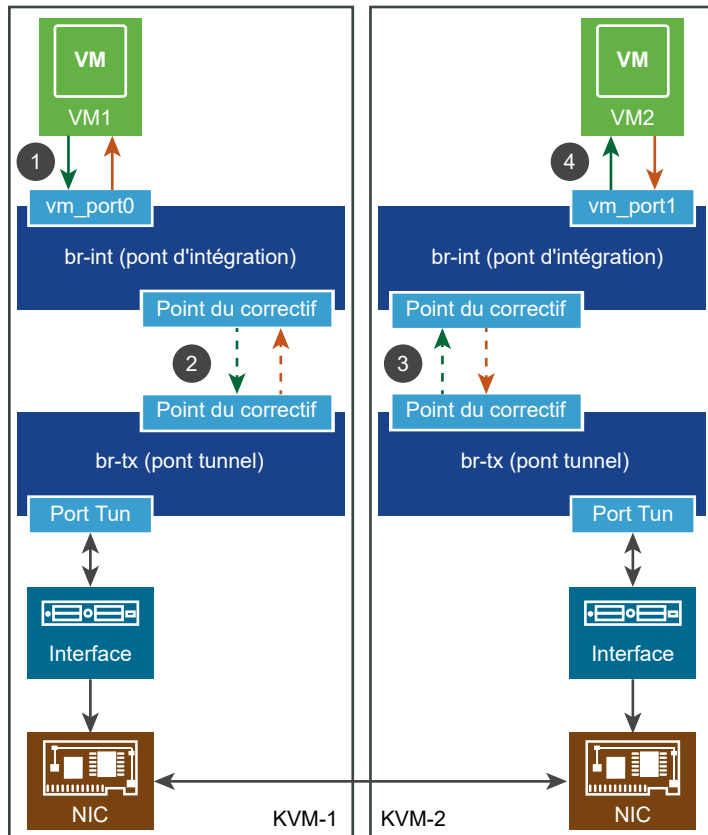 VM
VM1
1
vm_port0
br-int (pont d'intégration)
Point du correctif
2
Point du correctif
br-tx (pont tunnel)
Port Tun
Interface
NIC
KVM-1
VM
VM2
4
vm_port1
br-int (pont d'intégration)
Point du correctif
3
Point du correctif
br-tx (pont tunnel)
Port Tun
Interface
NIC
KVM-2